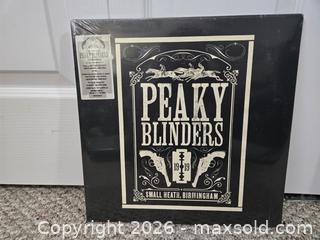 PEAKY
BLINDERS
1919
SMALL HEATH, BIRMINGHAM
Copyright 2026 - maxsold.com